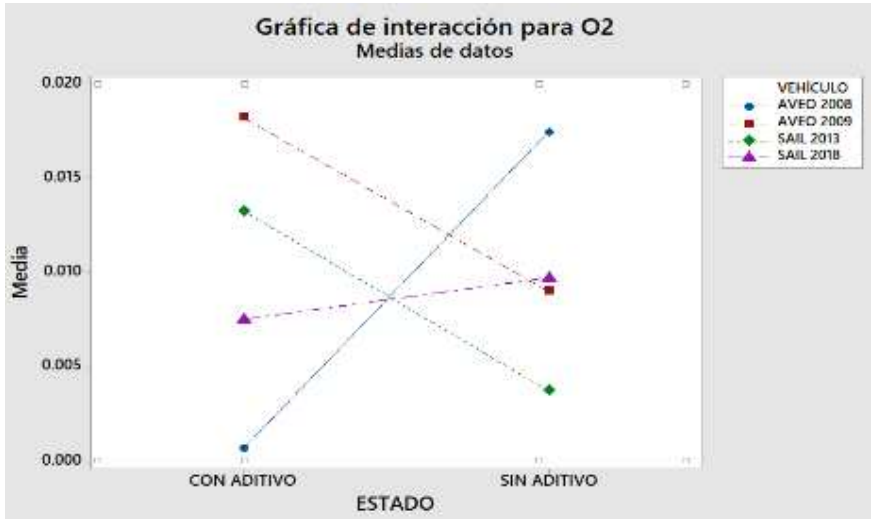 Gráfica de interacción para O2
Medias de datos
0.020
0.015
0.010
0.005
0.000
Media
CON ADITIVO
SIN ADITIVO
ESTADO
VEHÍCULO
AVEO 2008
AVEO 2009
SAIL 2013
SAIL 2018